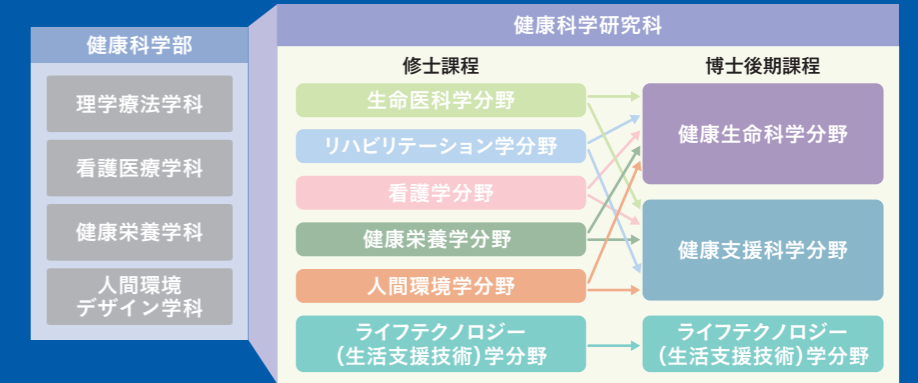 健康科学部
理学療法学科
看護医療学科
健康栄養学科
人間環境
デザイン学科
健康科学研究科
修士課程
生命医科学分野
リハビリテーション学分野
看護学分野
健康栄養学分野
人間環境学分野
ライフテクノロジー
(生活支援技術)学分野
博士後期課程
健康生命科学分野
健康支援科学分野
ライフテクノロジー
(生活支援技術)学分野